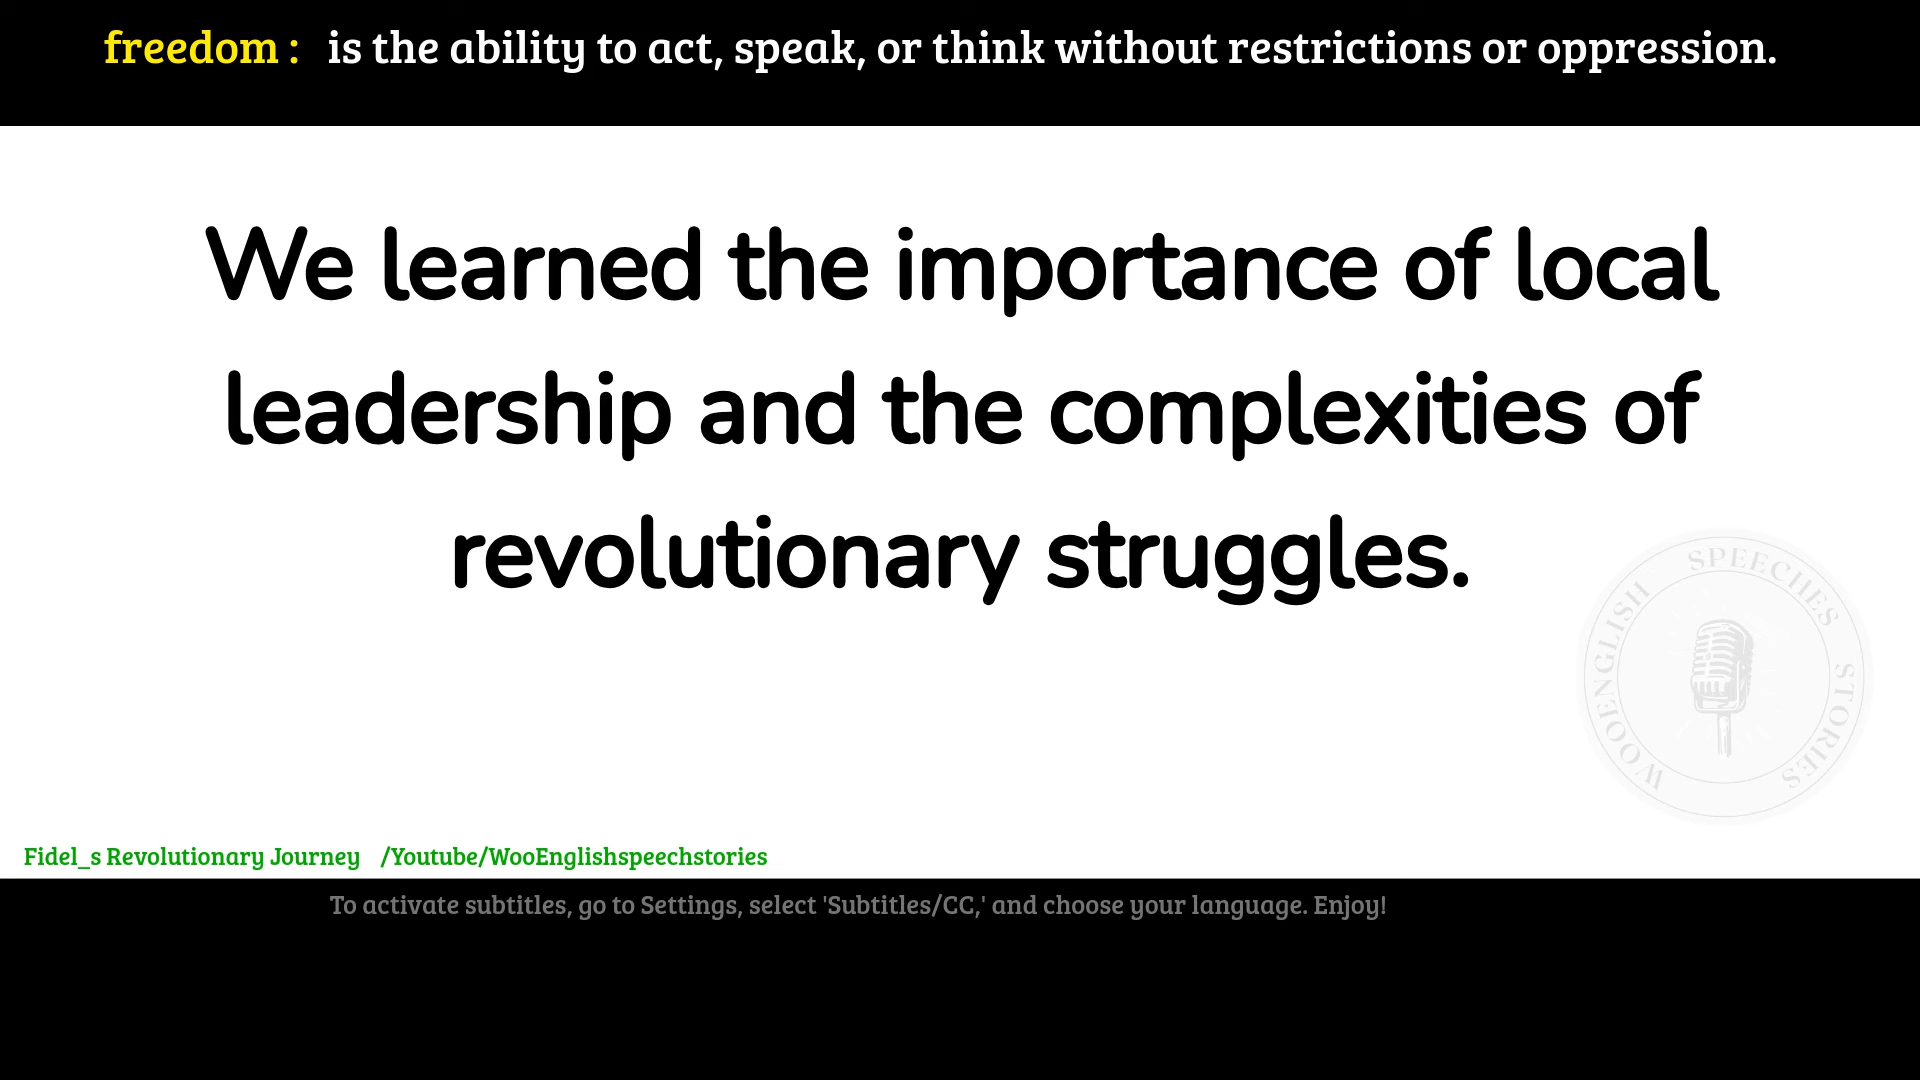 freedom : is the ability to act, speak, or think without restrictions or oppression.
We learned the importance of local
leadership and the complexities of
revolutionary struggles.
WOOENGLISH SPEECHES STORIES
Fidel_s Revolutionary Journey /Youtube/WooEnglishspeechstories
To activate subtitles, go to Settings, select 'Subtitles/CC,' and choose your language. Enjoy!